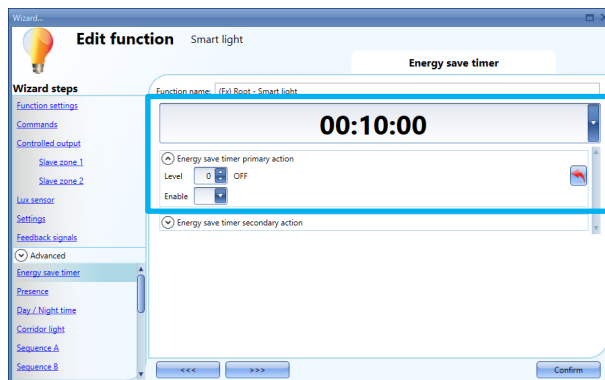 Wizard...
Edit function Smart light
Energy save timer
Wizard steps
Function name: (Fx) Root - Smart light
Function settings
Commands
Controlled output
Slave zone 1
Slave zone 2
Lux sensor
Settings
Feedback signals
Advanced
Energy save timer
Presence
Day / Night time
Corridor light
Sequence A
Sequence B
00:10:00
Energy save timer primary action
Level 0 OFF
Enable
Energy save timer secondary action
<<< >>> Confirm